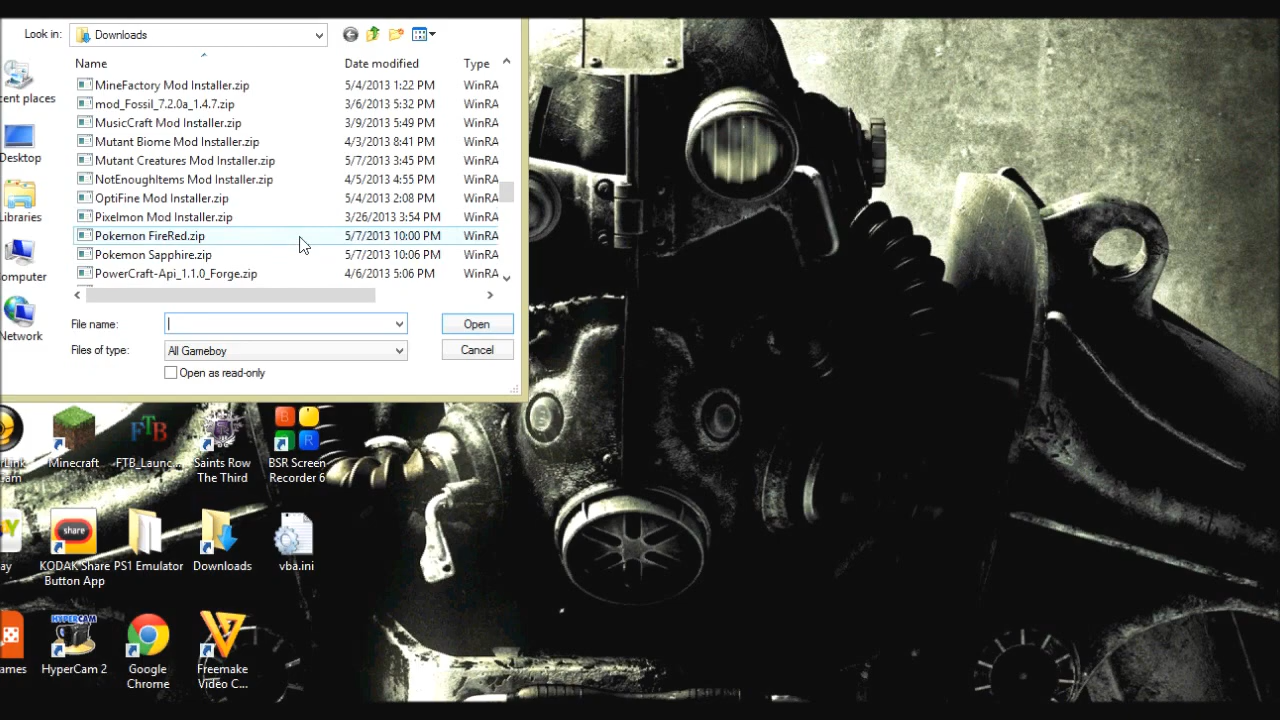 Look in: Downloads
Name Date modified Type
MineFactory Mod Installer.zip 5/4/2013 1:22 PM WinRA
mod_Fossil_7.2.0a_1.4.7.zip 3/6/2013 5:32 PM WinRA
MusicCraft Mod Installer.zip 3/9/2013 5:49 PM WinRA
Mutant Biome Mod Installer.zip 4/3/2013 8:41 PM WinRA
Mutant Creatures Mod Installer.zip 5/7/2013 3:45 PM WinRA
NotEnoughItems Mod Installer.zip 4/5/2013 4:55 PM WinRA
OptiFine Mod Installer.zip 5/4/2013 2:08 PM WinRA
Pixelmon Mod Installer.zip 3/26/2013 3:54 PM WinRA
Pokemon FireRed.zip 5/7/2013 10:00 PM WinRA
Pokemon Sapphire.zip 5/7/2013 10:06 PM WinRA
PowerCraft-Api_1.1.0_Forge.zip 4/6/2013 5:06 PM WinRA
cent places
Desktop
Libraries
omputer
Network
File name: Open
Files of type: All Gameboy Cancel
Open as read-only
Minecraft
FTB_Launc...
Saints Row
The Third
BSR Screen
Recorder 6
FTB
B
R
share
ay
KODAK Share
Button App
PS1 Emulator
Downloads
vba.ini
HYPERCAM
ames
HyperCam 2
Google
Chrome
Freemake
Video C...